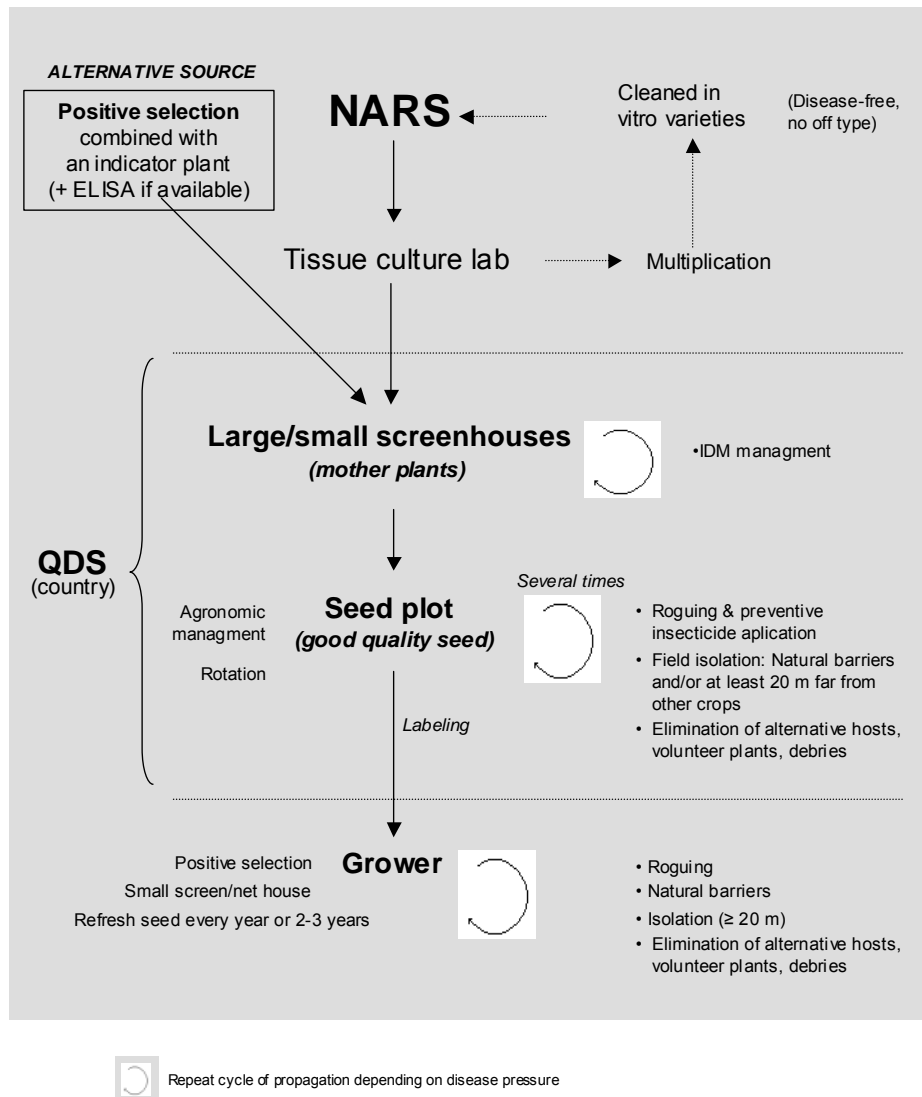 ALTERNATIVE SOURCE
Positive selection
combined with
an indicator plant
(+ ELISA if available)
NARS
Cleaned in
vitro varieties
(Disease-free,
no off type)
Tissue culture lab
Multiplication
Large/small screenhouses
(mother plants)
•IDM managment
QDS
(country)
Agronomic
managment
Rotation
Seed plot
(good quality seed)
Several times
• Roguing & preventive
insecticide aplication
• Field isolation: Natural barriers
and/or at least 20 m far from
other crops
• Elimination of alternative hosts,
volunteer plants, debries
Labeling
Positive selection
Small screen/net house
Refresh seed every year or 2-3 years
Grower
• Roguing
• Natural barriers
• Isolation (≥ 20 m)
• Elimination of alternative hosts,
volunteer plants, debries
Repeat cycle of propagation depending on disease pressure